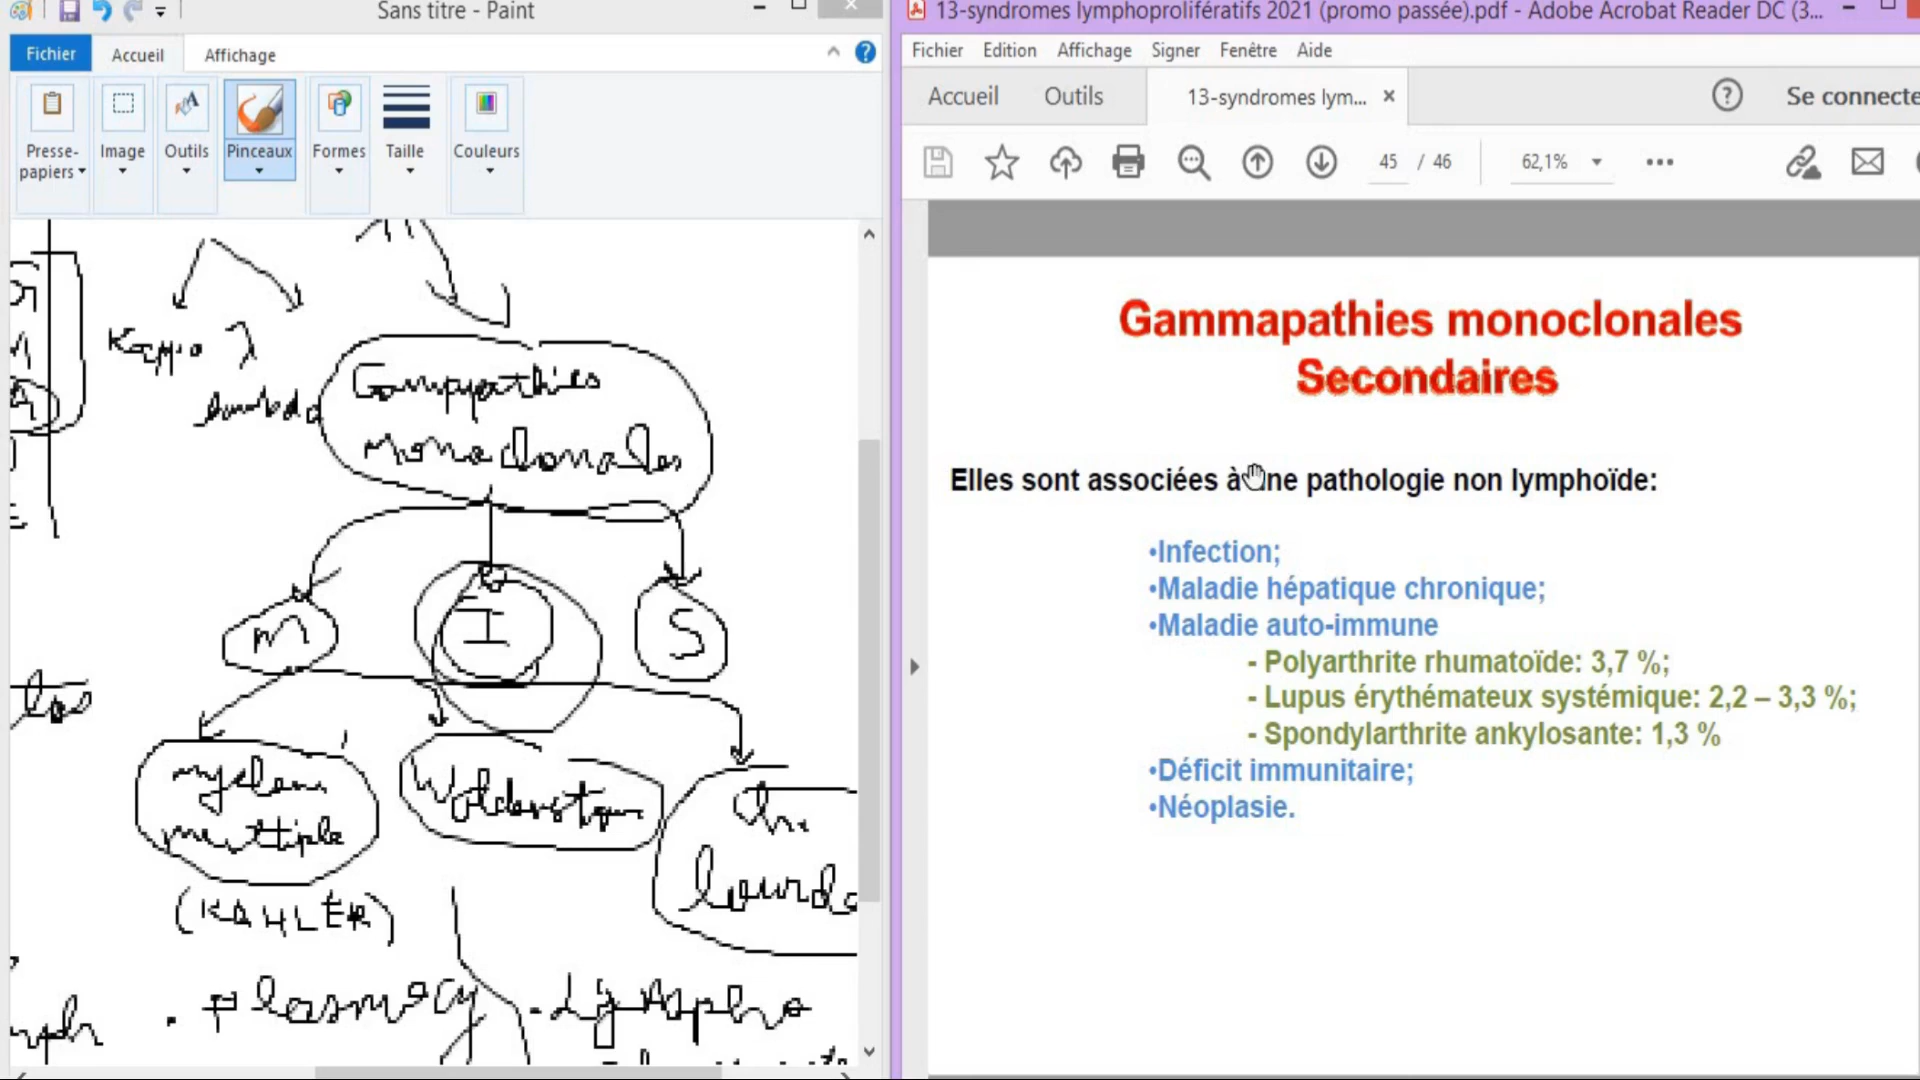 Sans titre - Paint
Fichier
Accueil
Affichage
Presse-
papiers
Image
Outils
Pinceaux
Formes
Taille
Couleurs
Kappa λ
lambda
A
monoclonales
M
I
S
multiple
(KAHLER)
lourde
Lympho
13-syndromes lymphoprolifératifs 2021 (promo passée).pdf - Adobe Acrobat Reader DC (3...
Fichier Edition Affichage Signer Fenêtre Aide
Accueil
Outils
13-syndromes lym...
Se connecte
45 / 46
62,1%
Gammapathies monoclonales
Secondaires
Elles sont associées à une pathologie non lymphoïde:
•Infection;
•Maladie hépatique chronique;
•Maladie auto-immune
- Polyarthrite rhumatoïde: 3,7 %;
- Lupus érythémateux systémique: 2,2 – 3,3 %;
- Spondylarthrite ankylosante: 1,3 %
•Déficit immunitaire;
•Néoplasie.